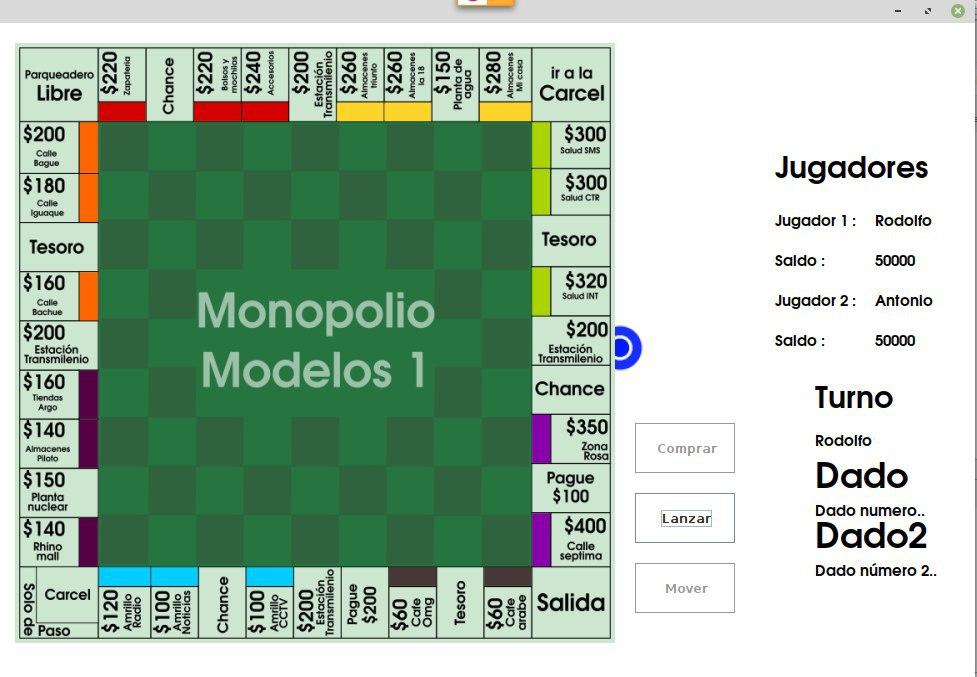 Parqueadero
Libre
$220
Zapateria
Chance
$220
Bolsos y
mochilas
$240
Accesorios
$200
Estación
Transmilenio
$260
Almacenes
triunfo
$260
Almacenes
la 18
$150
Planta de
agua
$280
Almacenes
Mi casa
ir a la
Carcel
$200
Calle
Bague
$180
Calle
Iguaque
Tesoro
$160
Calle
Bachue
$200
Estación
Transmilenio
$160
Tiendas
Argo
$140
Almacenes
Piloto
$150
Planta
nuclear
$140
Rhino
mall
Monopolio
Modelos 1
$300
Salud SMS
$300
Salud CTR
Tesoro
$320
Salud INT
$200
Estación
Transmilenio
Chance
$350
Zona
Rosa
Pague
$100
$400
Calle
septima
Solo de
Carcel
Paso
$120
Amrillo
Radio
$100
Amrillo
Noticias
Chance
$100
Amrillo
CCTV
$200
Estación
Transmilenio
Pague
$200
$60
Cafe
Omg
Tesoro
$60
Cafe
arabe
Salida
Comprar
Lanzar
Mover
Jugadores
Jugador 1 : Rodolfo
Saldo : 50000
Jugador 2 : Antonio
Saldo : 50000
Turno
Rodolfo
Dado
Dado numero..
Dado2
Dado número 2..